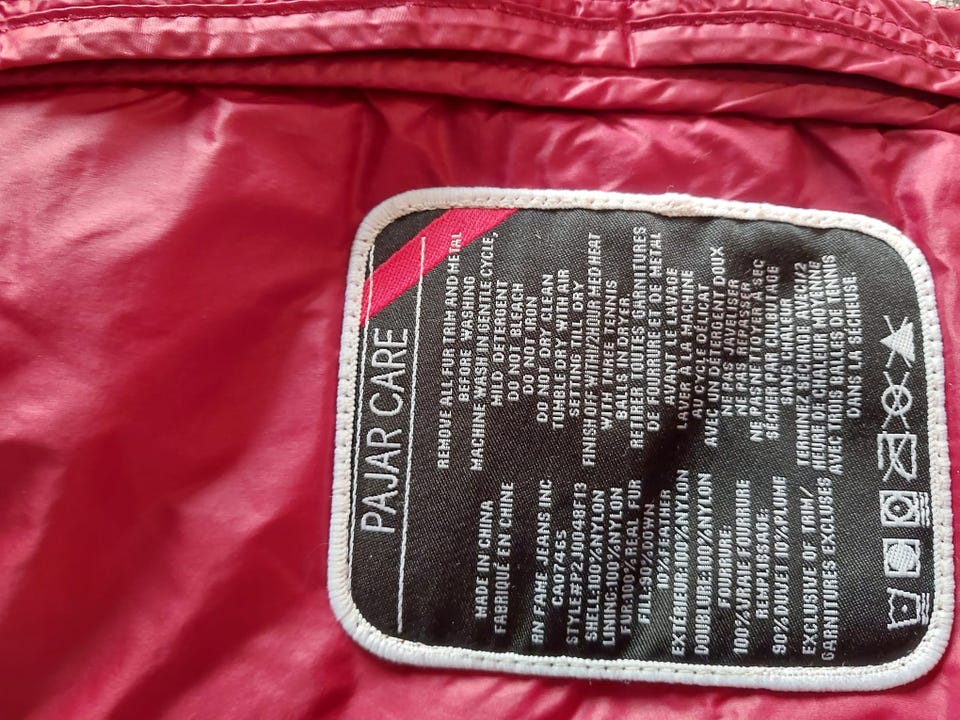 PAJAR CARE
MADE IN CHINA
FABRIQUÉ EN CHINE
RN FAME JEANS INC
CA07465
STYLE#P2J0048F13
SHELL:100%NYLON
LINING:100%NYLON
FUR:100%REAL FUR
FILL:90%DOWN
10%FEATHER
EXTÉRIEUR:100%NYLON
DOUBLURE:100%NYLON
FOURRURE:
100%VRAIE FOURRURE
REMPLISSAGE:
90%DUVET 10%PLUME
EXCLUSIVE OF TRIM/
GARNITURES EXCLUSES
REMOVE ALL FUR TRIM AND METAL
BEFORE WASHING
MACHINE WASH IN GENTLE CYCLE,
MILD DETERGENT
DO NOT BLEACH
DO NOT IRON
DO NOT DRY CLEAN
TUMBLE DRY WITH AIR
SETTING TILL DRY
FINISH OFF WITH 1/2HOUR MED HEAT
WITH THREE TENNIS
BALLS IN DRYER
RETIRER TOUTES GARNITURES
DE FOURRURE ET DE METAL
AVANT LE LAVAGE
LAVER À LA MACHINE
AU CYCLE DÉLICAT
AVEC UN DETERGENT DOUX
NE PAS JAVALISER
NE PAS REPASSER
NE PAS NETTOYER À SEC
SÉCHER PAR CULBUTAGE
SANS CHALEUR
TERMINEZ SECHAGE AVEC 1/2
HEURE DE CHALEUR MOYENNE
AVEC TROIS BALLES DE TENNIS
DANS LA SECHEUSE.